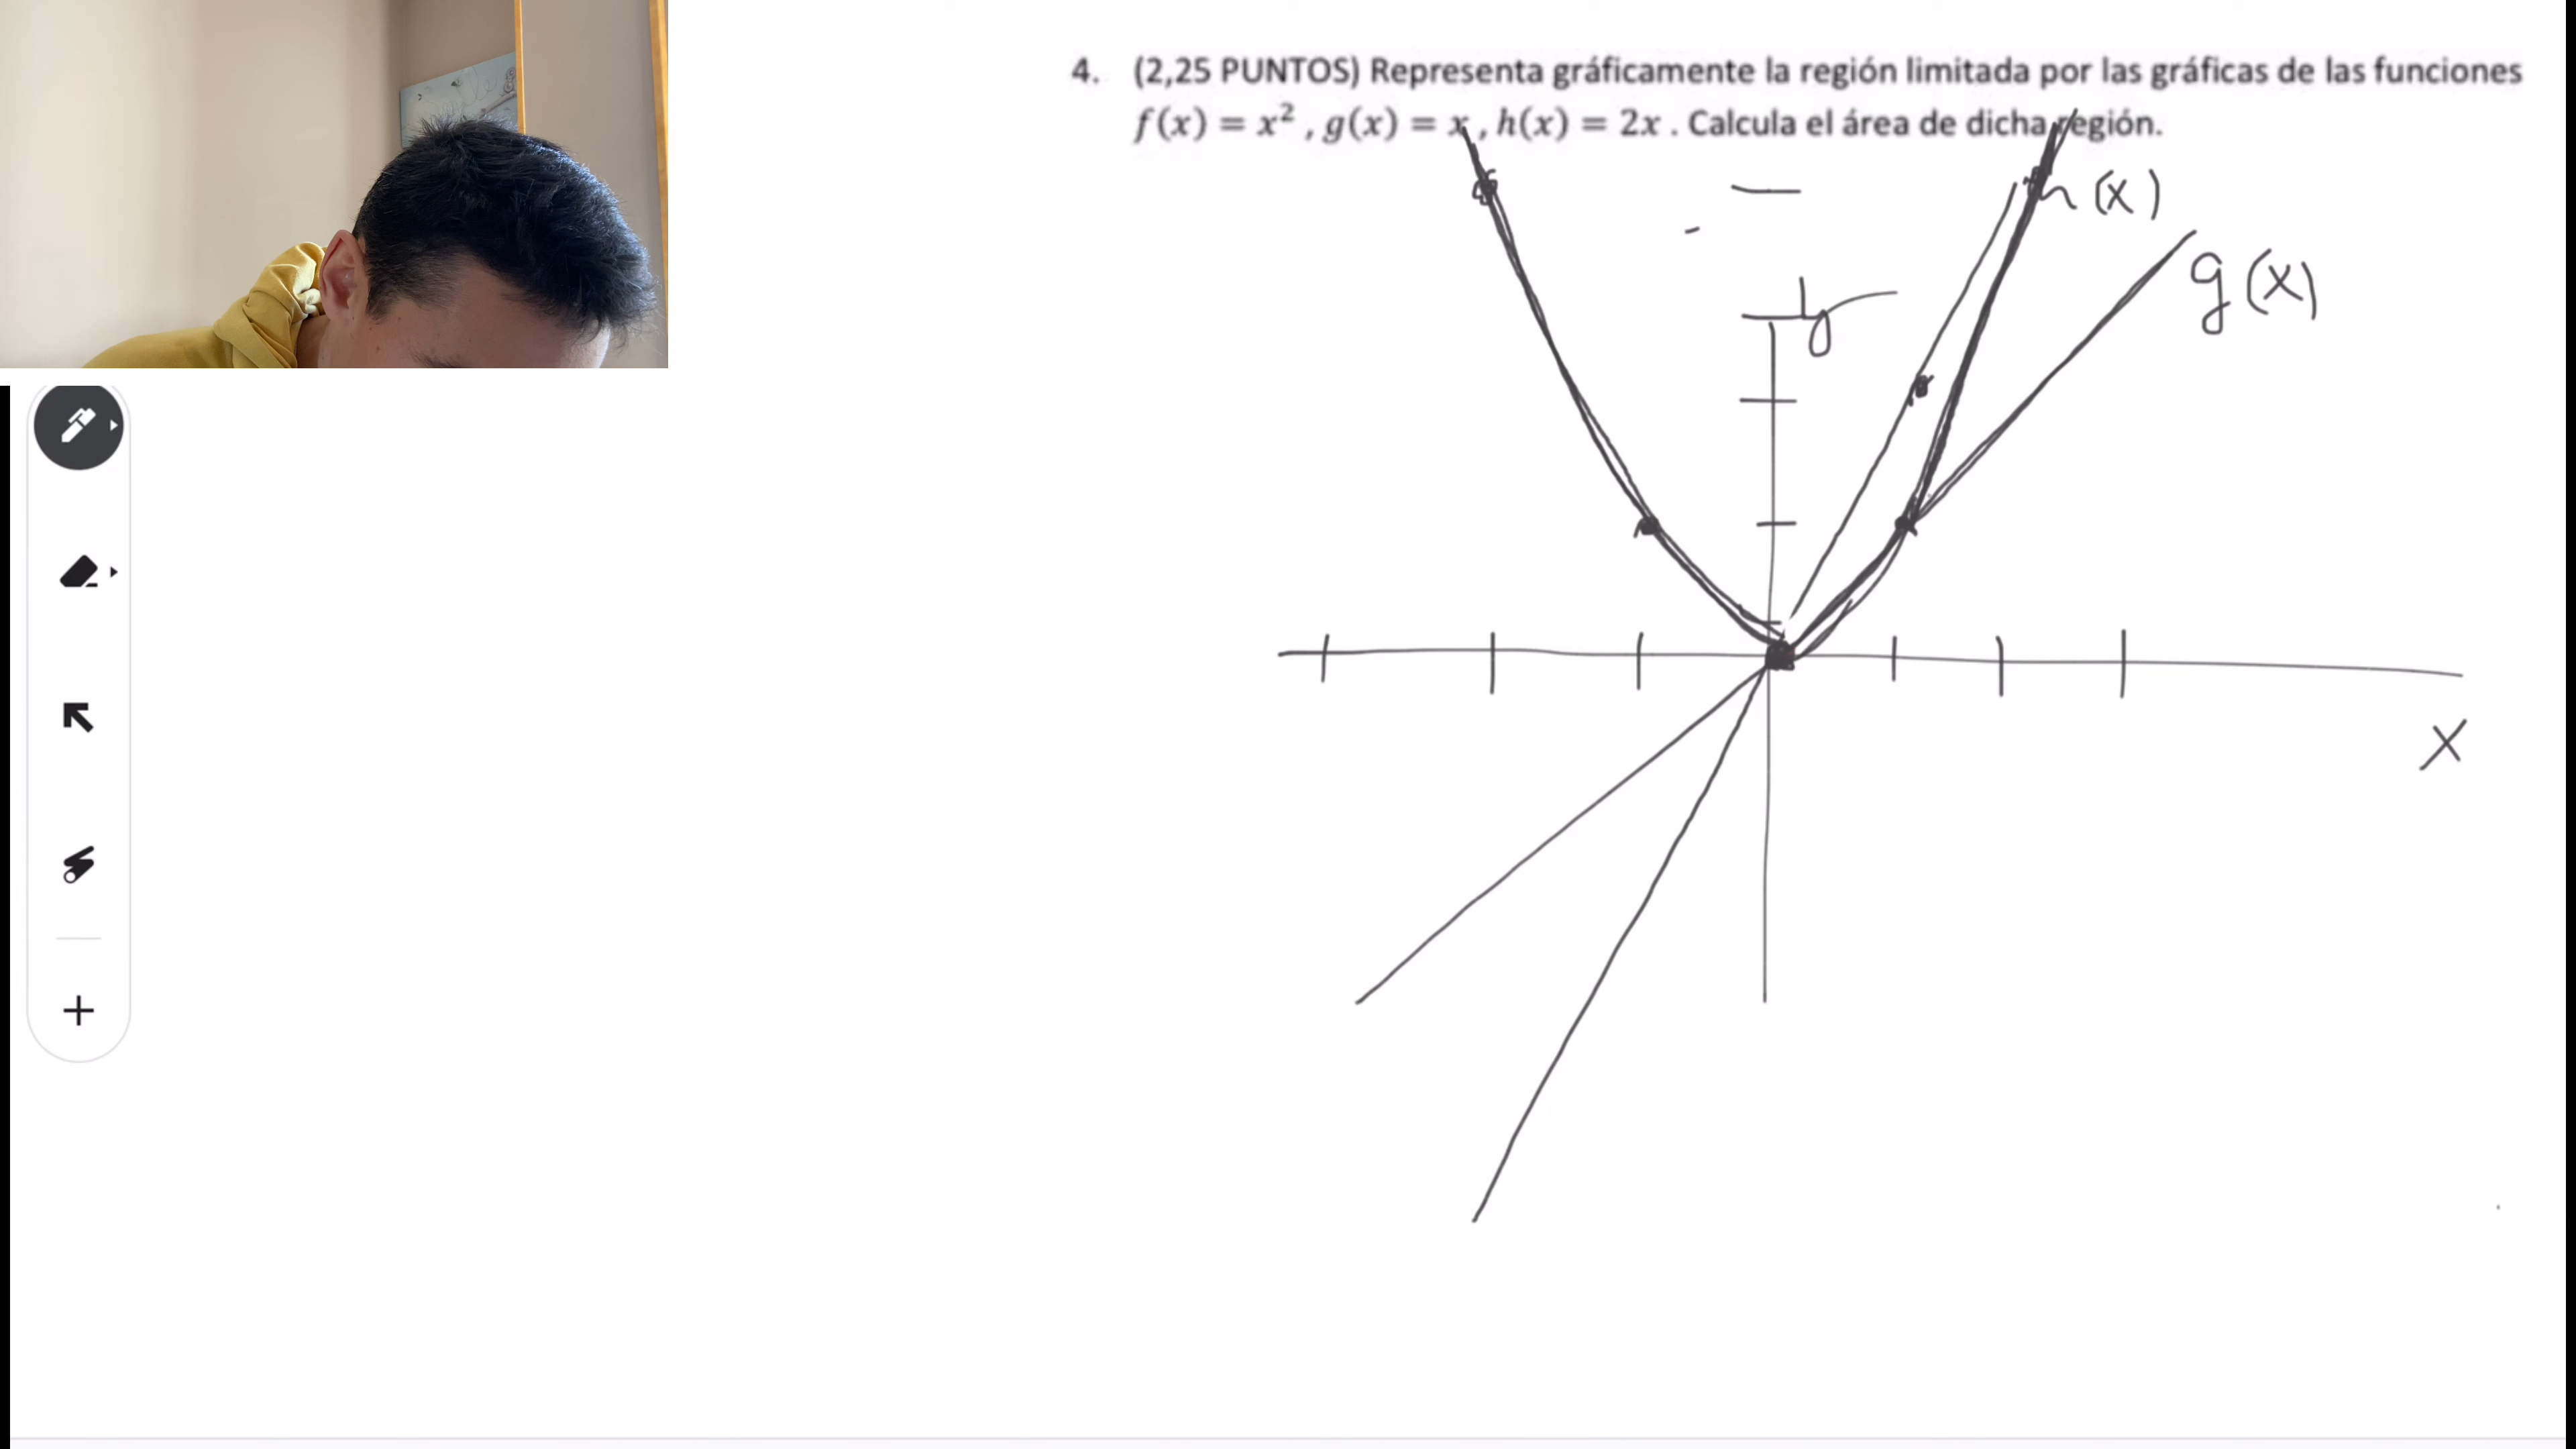 4. (2,25 PUNTOS) Representa gráficamente la región limitada por las gráficas de las funciones
f(x) = x², g(x) = x, h(x) = 2x . Calcula el área de dicha región.
h(x)
g(x)
y
x